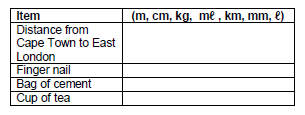 Item (m, cm, kg, mℓ , km, mm, ℓ)
Distance from
Cape Town to East
London
Finger nail
Bag of cement
Cup of tea